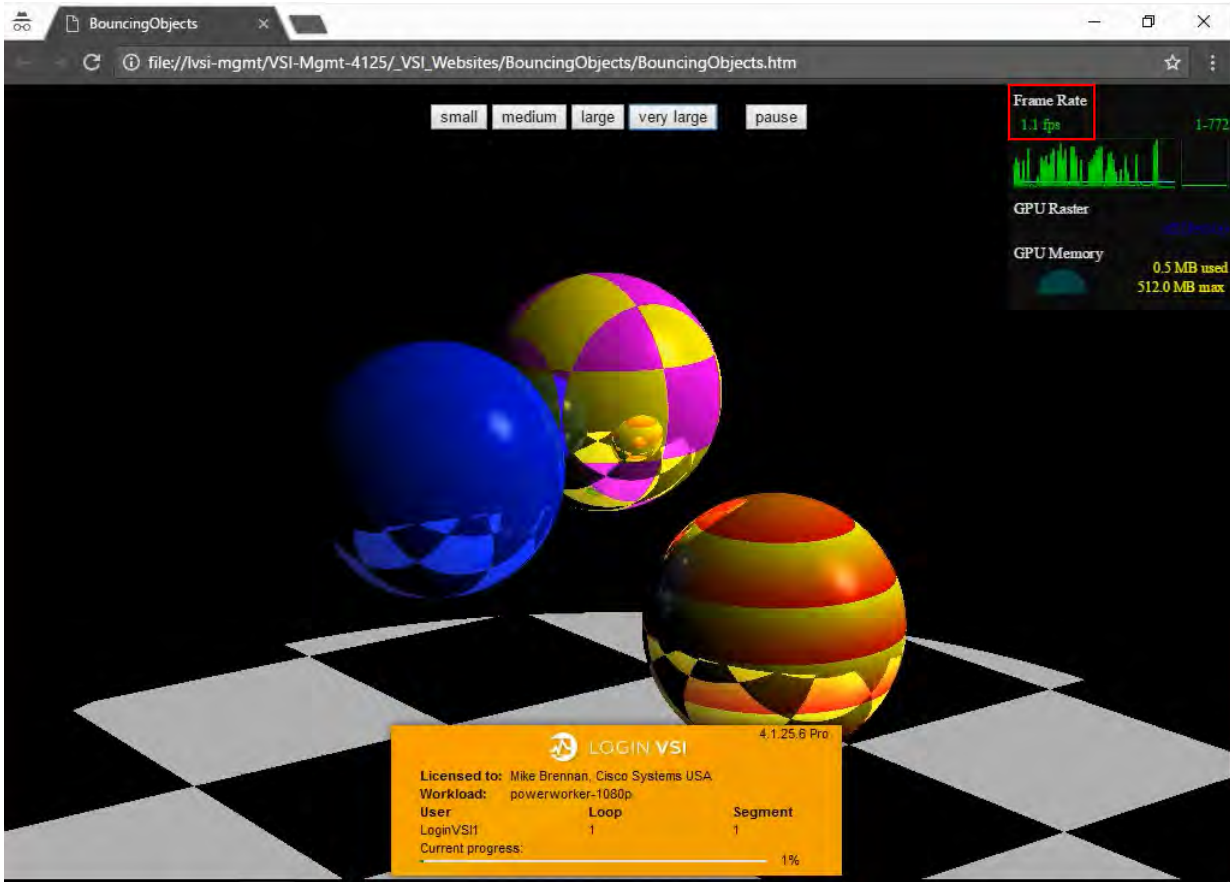 BouncingObjects
file://lvsi-mgmt/VSI-Mgmt-4125/_VSI_Websites/BouncingObjects/BouncingObjects.htm
small medium large very large pause
Frame Rate
1.1 fps 1-772
GPU Raster
GPU Memory
0.5 MB used
512.0 MB max
LOGIN VSI
4.1.25.6 Pro
Licensed to: Mike Brennan, Cisco Systems USA
Workload: powerworker-1080p
User Loop Segment
LoginVSI1 1 1
Current progress:
1%